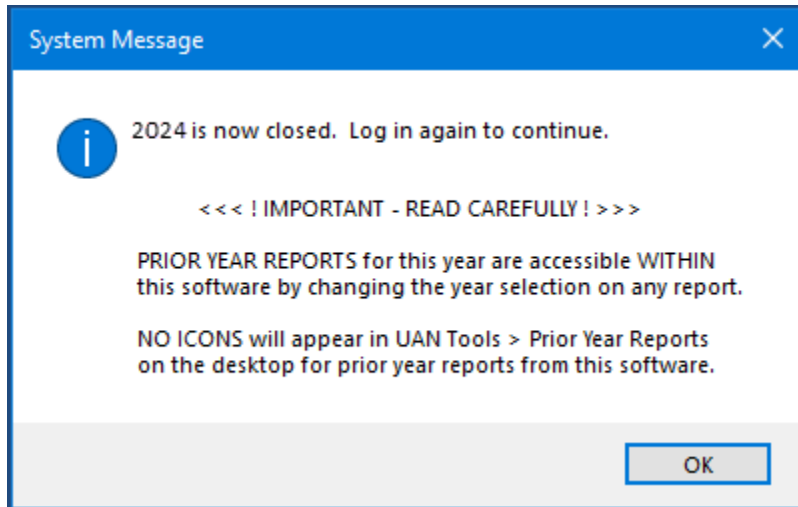 System Message
2024 is now closed.  Log in again to continue.
< < < ! IMPORTANT - READ CAREFULLY ! > > >
PRIOR YEAR REPORTS for this year are accessible WITHIN
this software by changing the year selection on any report.
NO ICONS will appear in UAN Tools > Prior Year Reports
on the desktop for prior year reports from this software.
OK